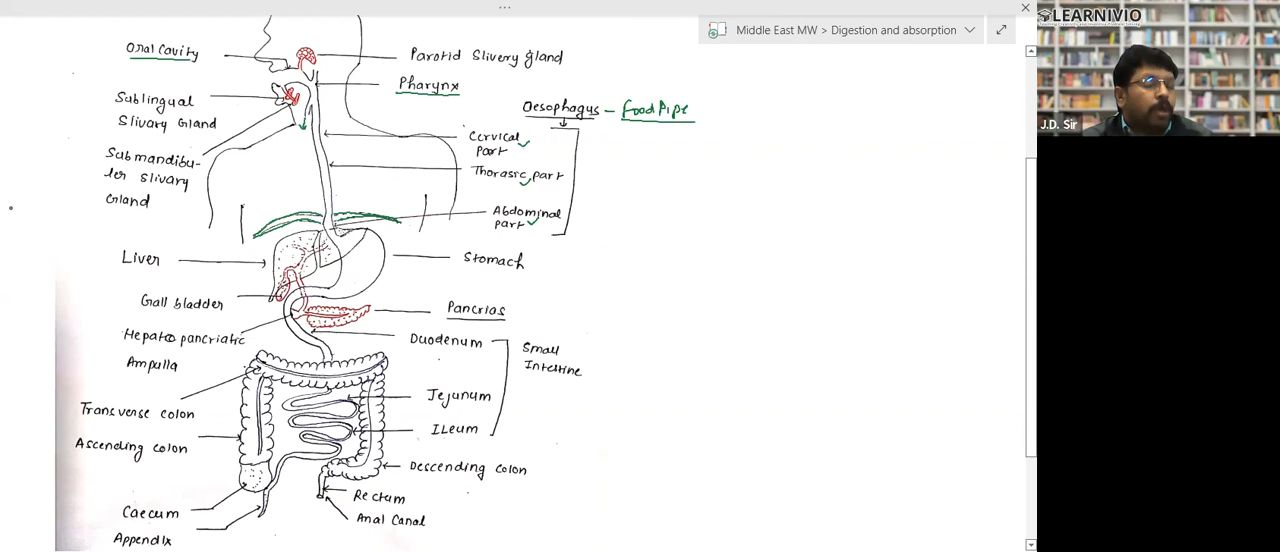 Middle East MW > Digestion and absorption
LEARNIVIO
J.D. Sir
Oral Cavity
Parotid Slivery gland
Pharynx
Sublingual
Slivary Gland
Oesophagus - Food Pipe
Cervical
Part
Submandibu-
ler slivary
Gland
Thorasic part
Abdominal
part
Liver
Stomach
Gall bladder
Pancrias
Hepato pancriatic
Ampulla
Duodenum
Small
Intestine
Transverse colon
Jejunum
Ascending colon
Ileum
Descending colon
Rectum
Caecum
Anal Canal
Appendix